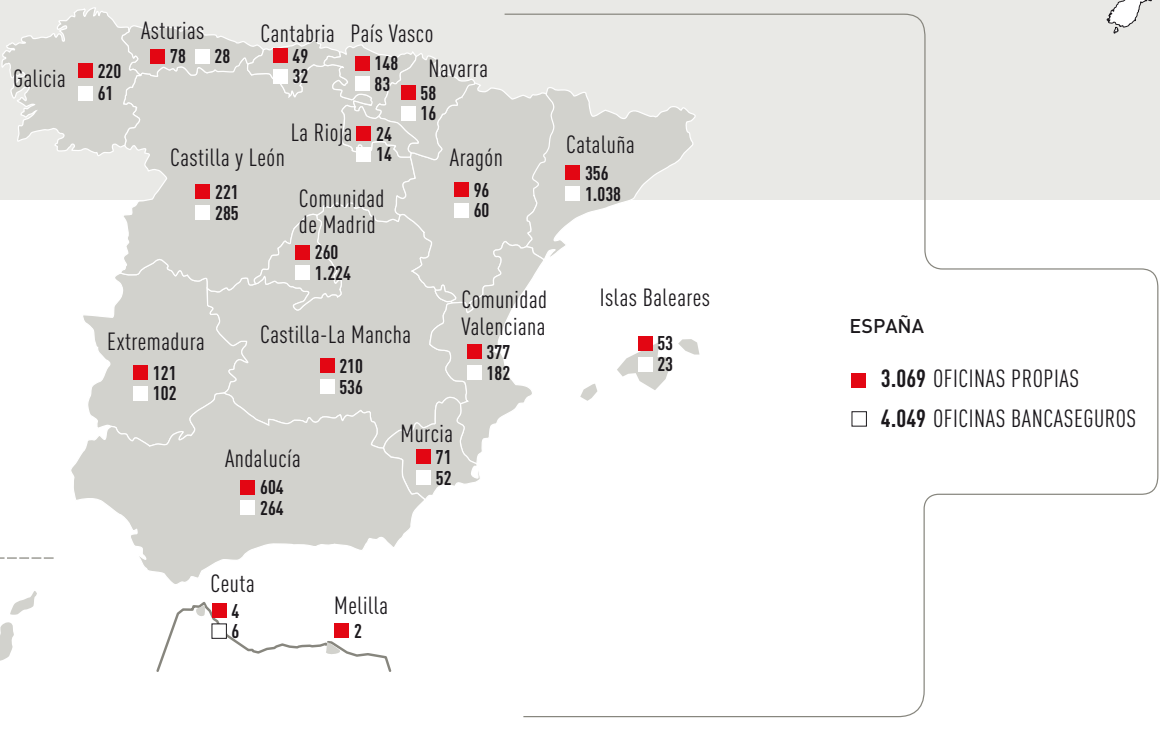 Asturias
78 28
Cantabria
49
32
País Vasco
148
83
Galicia
220
61
Navarra
58
16
La Rioja 24
14
Castilla y León
221
285
Aragón
96
60
Cataluña
356
1.038
Comunidad
de Madrid
260
1.224
Extremadura
121
102
Castilla-La Mancha
210
536
Comunidad
Valenciana
377
182
Islas Baleares
53
23
ESPAÑA
3.069 OFICINAS PROPIAS
4.049 OFICINAS BANCASEGUROS
Murcia
71
52
Andalucía
604
264
Ceuta
4
6
Melilla
2